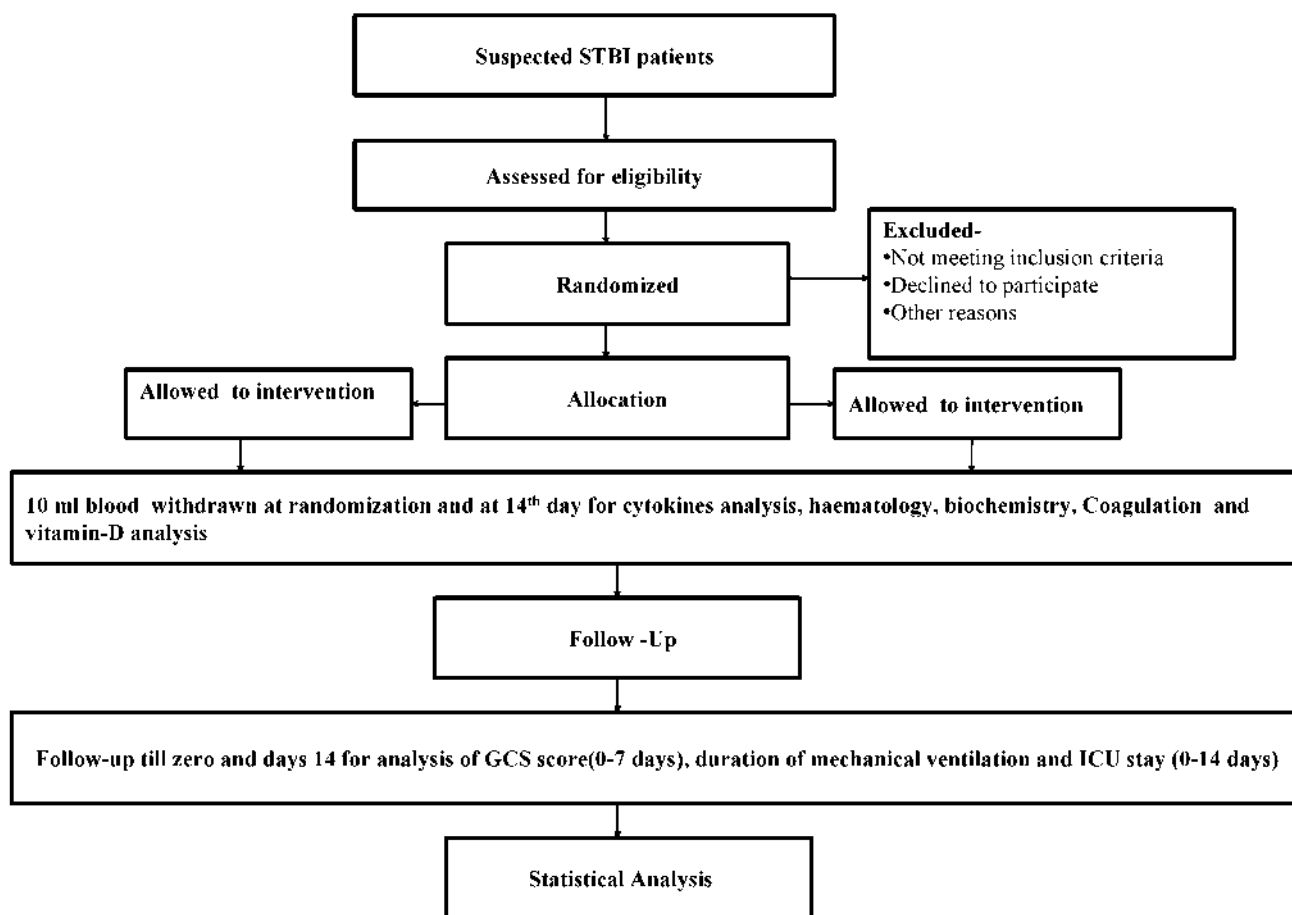 Suspected STBI patients
Assessed for eligibility
Excluded-
•Not meeting inclusion criteria
•Declined to participate
•Other reasons
Randomized
Allowed  to intervention
Allocation
Allowed  to intervention
10 ml blood  withdrawn at randomization and at 14th day for cytokines analysis, haematology, biochemistry, Coagulation  and
vitamin-D analysis
Follow -Up
Follow-up till zero and days 14 for analysis of GCS score(0-7 days), duration of mechanical ventilation and ICU stay (0-14 days)
Statistical Analysis